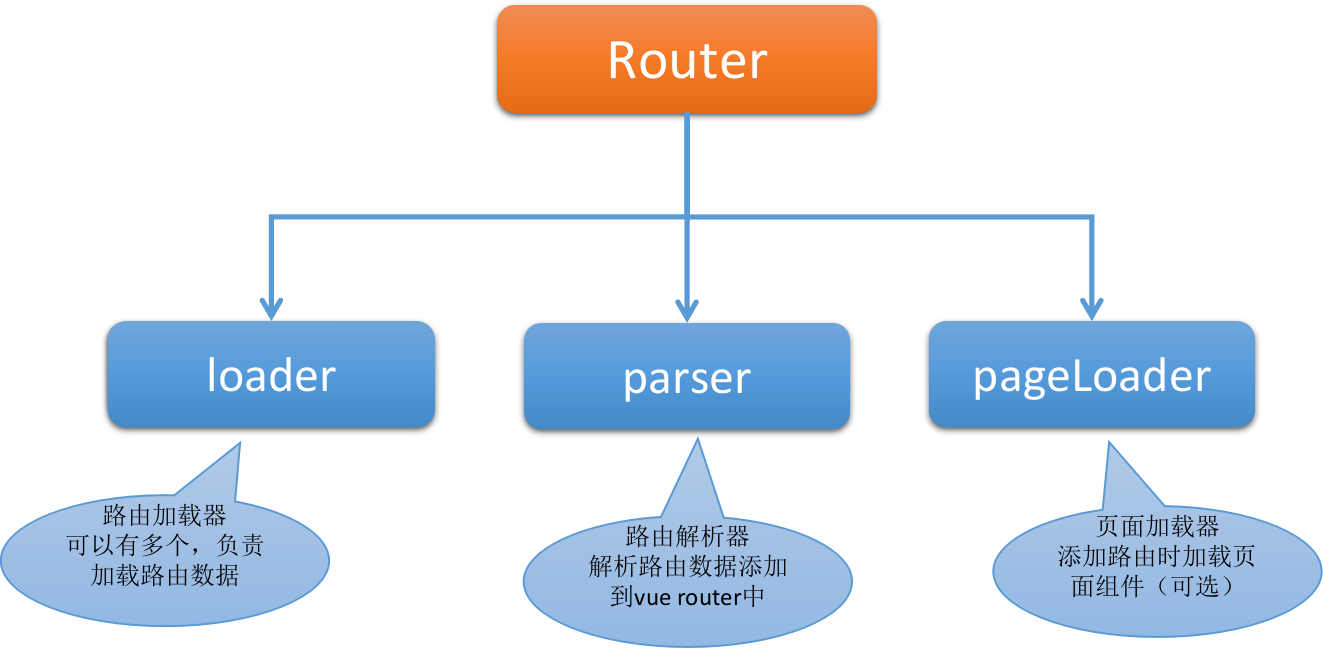 Router
loader
parser
pageLoader
路由加载器
可以有多个，负责
加载路由数据
路由解析器
解析路由数据添加
到vue router中
页面加载器
添加路由时加载页
面组件（可选）